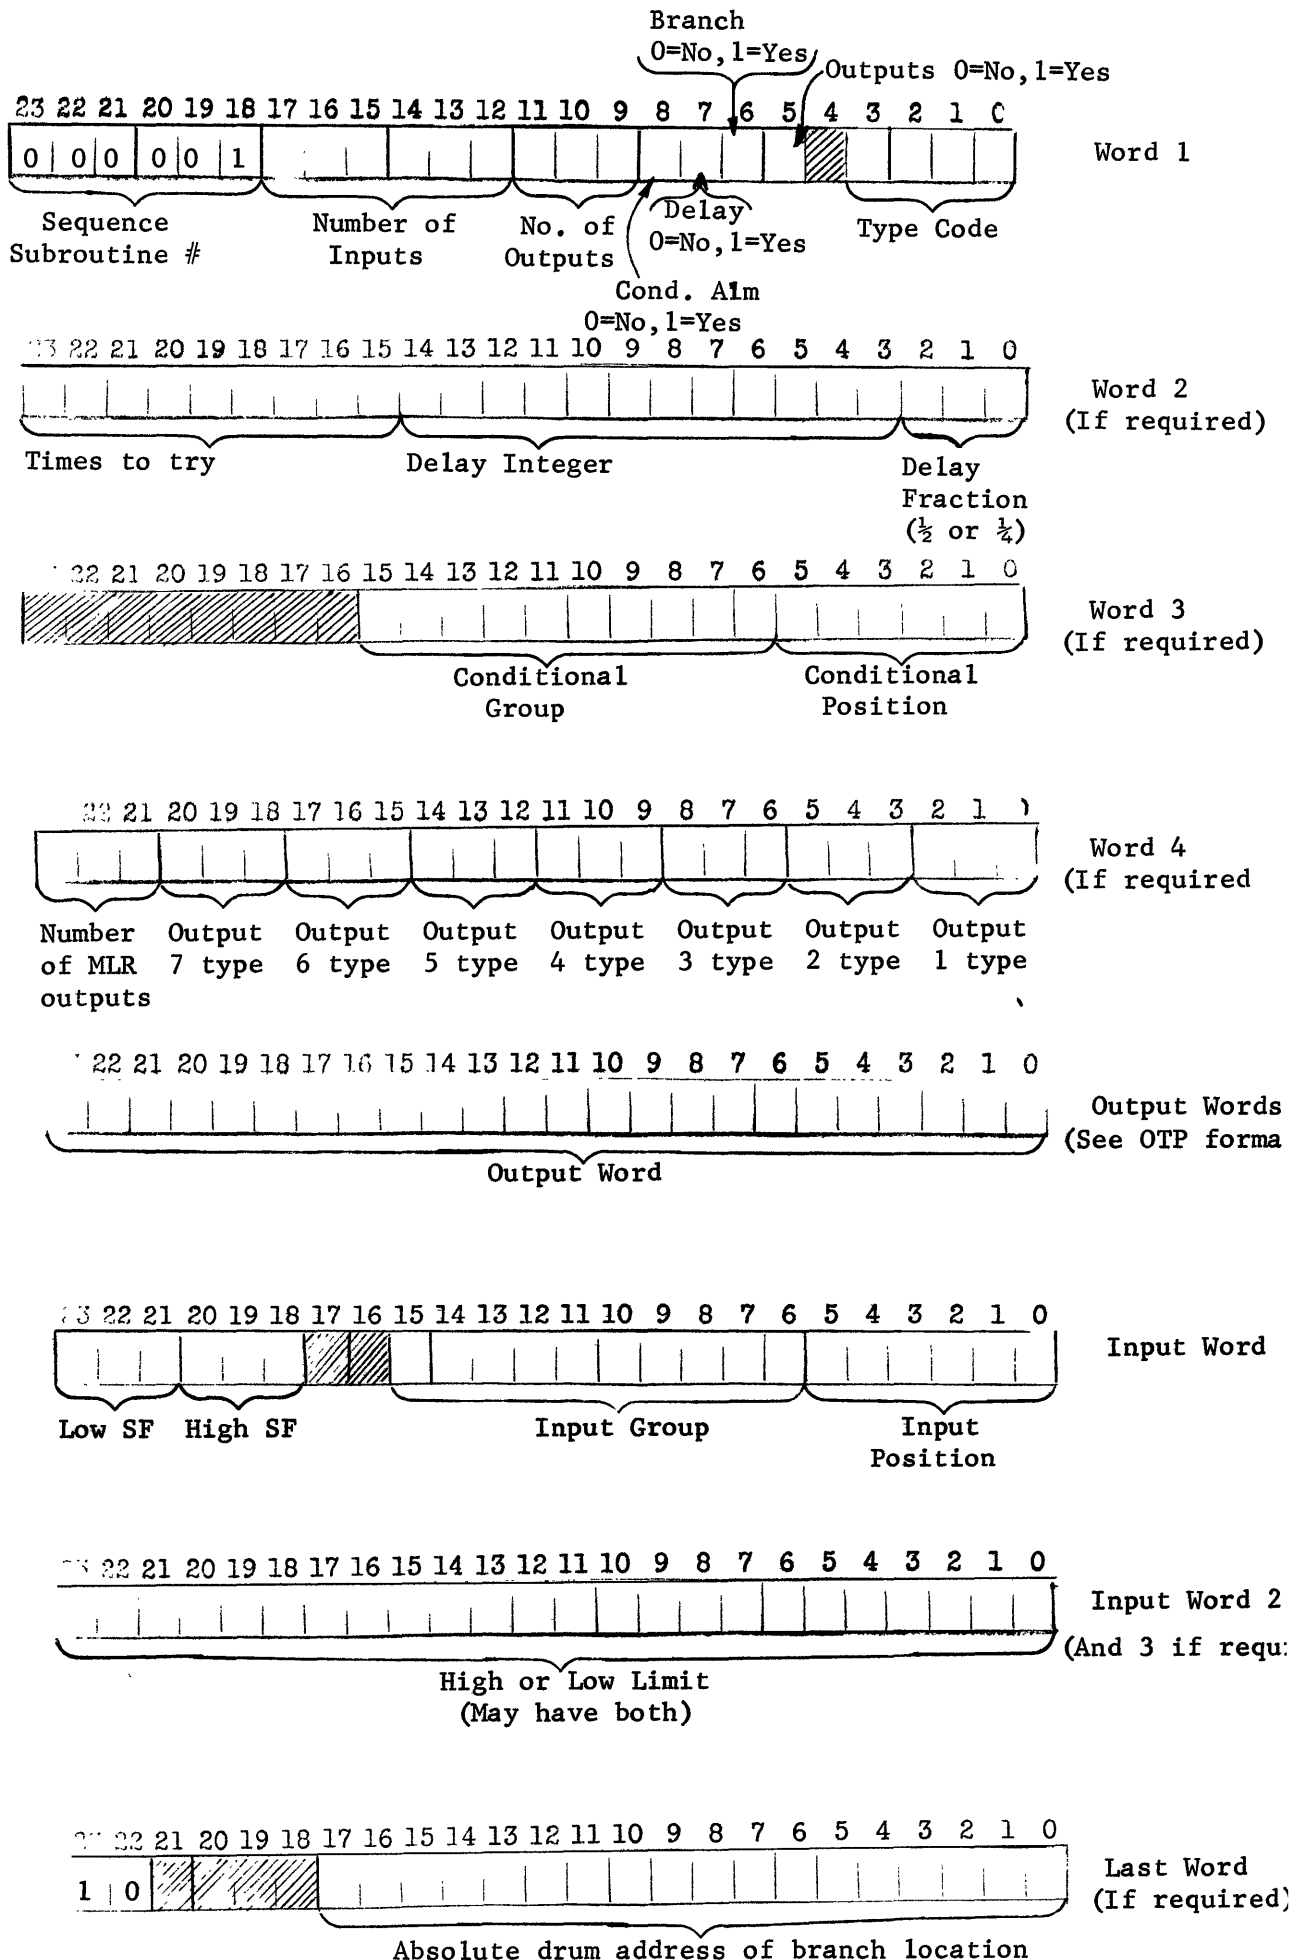 Branch
0=No,1=Yes
Outputs 0=No,1=Yes
23 22 21 20 19 18 17 16 15 14 13 12 11 10 9 8 7 6 5 4 3 2 1 0
0 0 0 0 0 1
Word 1
Sequence
Subroutine #
Number of
Inputs
No. of
Outputs
Delay
0=No,1=Yes
Type Code
Cond. Alm
0=No,1=Yes
23 22 21 20 19 18 17 16 15 14 13 12 11 10 9 8 7 6 5 4 3 2 1 0
Word 2
(If required)
Times to try
Delay Integer
Delay
Fraction
(½ or ¼)
22 21 20 19 18 17 16 15 14 13 12 11 10 9 8 7 6 5 4 3 2 1 0
Word 3
(If required)
Conditional
Group
Conditional
Position
22 21 20 19 18 17 16 15 14 13 12 11 10 9 8 7 6 5 4 3 2 1
Word 4
(If required
Number
of MLR
outputs
Output
7 type
Output
6 type
Output
5 type
Output
4 type
Output
3 type
Output
2 type
Output
1 type
22 21 20 19 18 17 16 15 14 13 12 11 10 9 8 7 6 5 4 3 2 1 0
Output Words
(See OTP forma
Output Word
23 22 21 20 19 18 17 16 15 14 13 12 11 10 9 8 7 6 5 4 3 2 1 0
Input Word
Low SF
High SF
Input Group
Input
Position
22 21 20 19 18 17 16 15 14 13 12 11 10 9 8 7 6 5 4 3 2 1 0
Input Word 2
(And 3 if requ
High or Low Limit
(May have both)
22 21 20 19 18 17 16 15 14 13 12 11 10 9 8 7 6 5 4 3 2 1 0
1 0
Last Word
(If required)
Absolute drum address of branch location